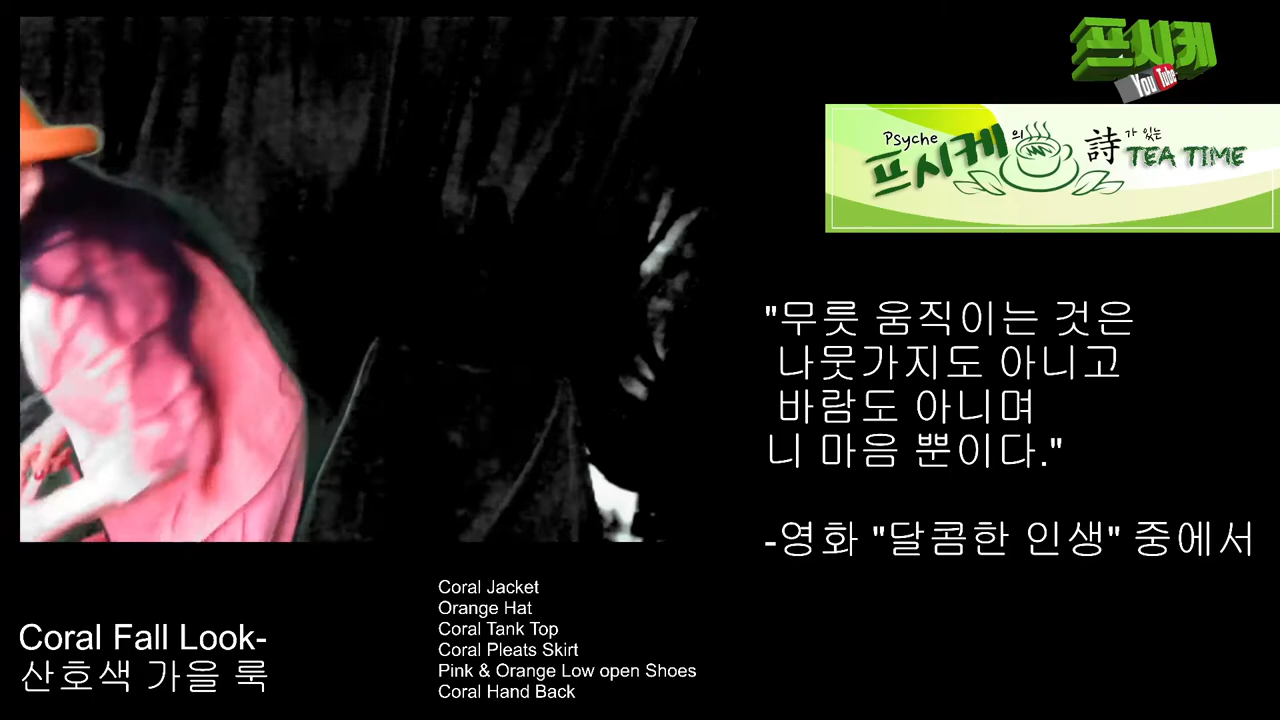 프시케
YouTube
Psyche
프시케의 詩가 있는 TEA TIME
"무릇 움직이는 것은
나뭇가지도 아니고
바람도 아니며
니 마음 뿐이다."
-영화 "달콤한 인생" 중에서
Coral Jacket
Orange Hat
Coral Tank Top
Coral Pleats Skirt
Pink & Orange Low open Shoes
Coral Hand Back
Coral Fall Look-
산호색 가을 룩